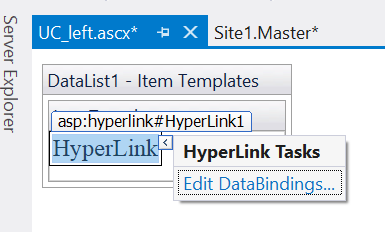 Server Explorer
UC_left.ascx* Site1.Master*
DataList1 - Item Templates
asp:hyperlink#HyperLink1
HyperLink
HyperLink Tasks
Edit DataBindings...